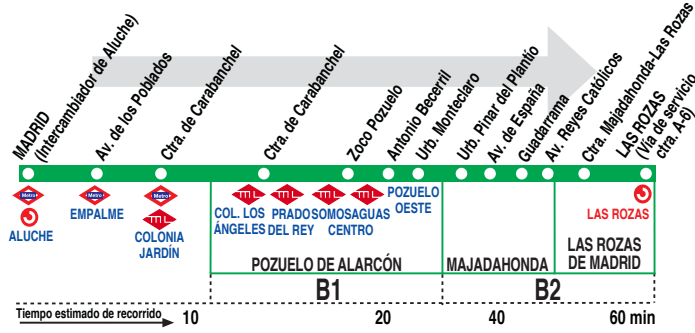 MADRID
(Intercambiador de Aluche)
Av. de los Poblados
Ctra. de Carabanchel
Ctra. de Carabanchel
Zoco Pozuelo
Antonio Becerril
Urb. Monteclaro
Urb. Pinar del Plantío
Av. de España
Guadarrama
Av. Reyes Católicos
Ctra. Majadahonda-Las Rozas
LAS ROZAS
(Vía de servicio
ctra. A-6)
Metro
Metro
Metro
ML
ML
ML
ML
ML
ALUCHE
EMPALME
COLONIA
JARDÍN
COL. LOS
ÁNGELES
PRADO
DEL REY
SOMOSAGUAS
CENTRO
POZUELO
OESTE
LAS ROZAS
POZUELO DE ALARCÓN
MAJADAHONDA
LAS ROZAS
DE MADRID
B1
B2
Tiempo estimado de recorrido
10
20
40
60 min